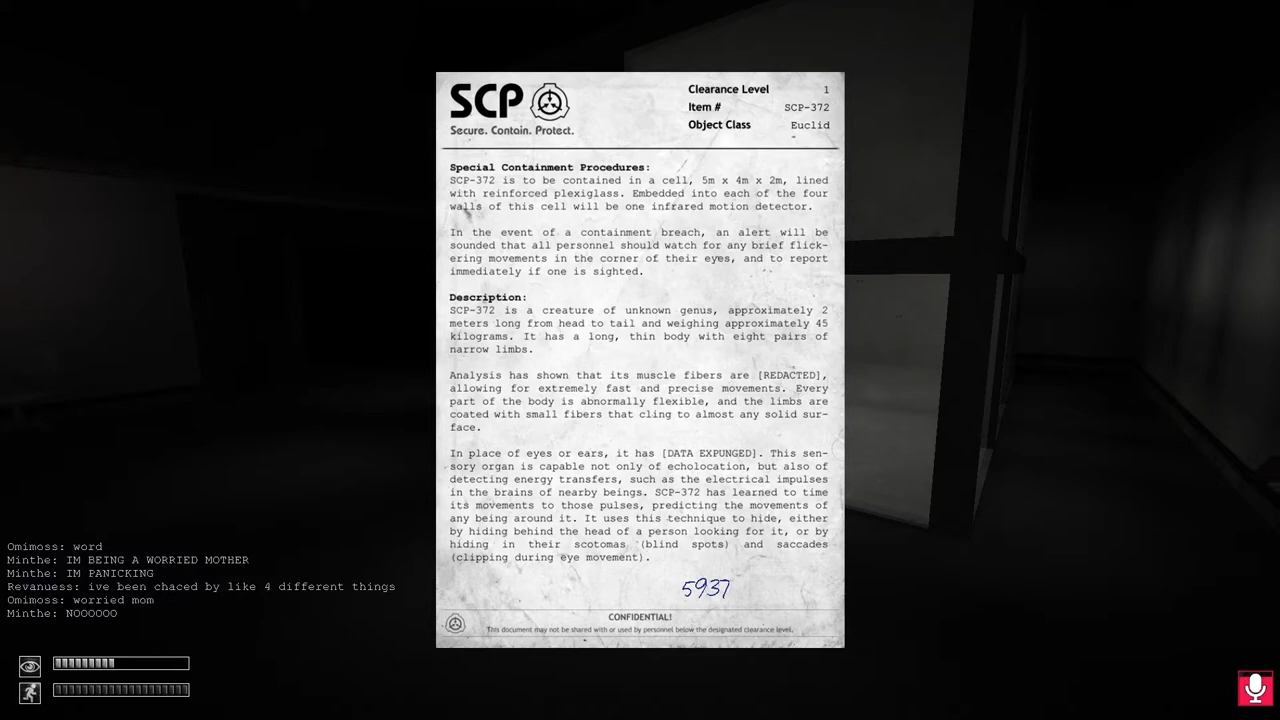 SCP
Secure. Contain. Protect.
Clearance Level 1
Item # SCP-372
Object Class Euclid
Special Containment Procedures:
SCP-372 is to be contained in a cell, 5m x 4m x 2m, lined
with reinforced plexiglass. Embedded into each of the four
walls of this cell will be one infrared motion detector.
In the event of a containment breach, an alert will be
sounded that all personnel should watch for any brief flick-
ering movements in the corner of their eyes, and to report
immediately if one is sighted.
Description:
SCP-372 is a creature of unknown genus, approximately 2
meters long from head to tail and weighing approximately 45
kilograms. It has a long, thin body with eight pairs of
narrow limbs.
Analysis has shown that its muscle fibers are [REDACTED],
allowing for extremely fast and precise movements. Every
part of the body is abnormally flexible, and the limbs are
coated with small fibers that cling to almost any solid sur-
face.
In place of eyes or ears, it has [DATA EXPUNGED]. This sen-
sory organ is capable not only of echolocation, but also of
detecting energy transfers, such as the electrical impulses
in the brains of nearby beings. SCP-372 has learned to time
its movements to those pulses, predicting the movements of
any being around it. It uses this technique to hide, either
by hiding behind the head of a person looking for it, or by
hiding in their scotomas (blind spots) and saccades
(clipping during eye movement).
5937
CONFIDENTIAL!
This document may not be shared with or used by personnel below the designated clearance level.
Omimoss: word
Minthe: IM BEING A WORRIED MOTHER
Minthe: IM PANICKING
Revanuess: ive been chaced by like 4 different things
Omimoss: worried mom
Minthe: NOOOOOO